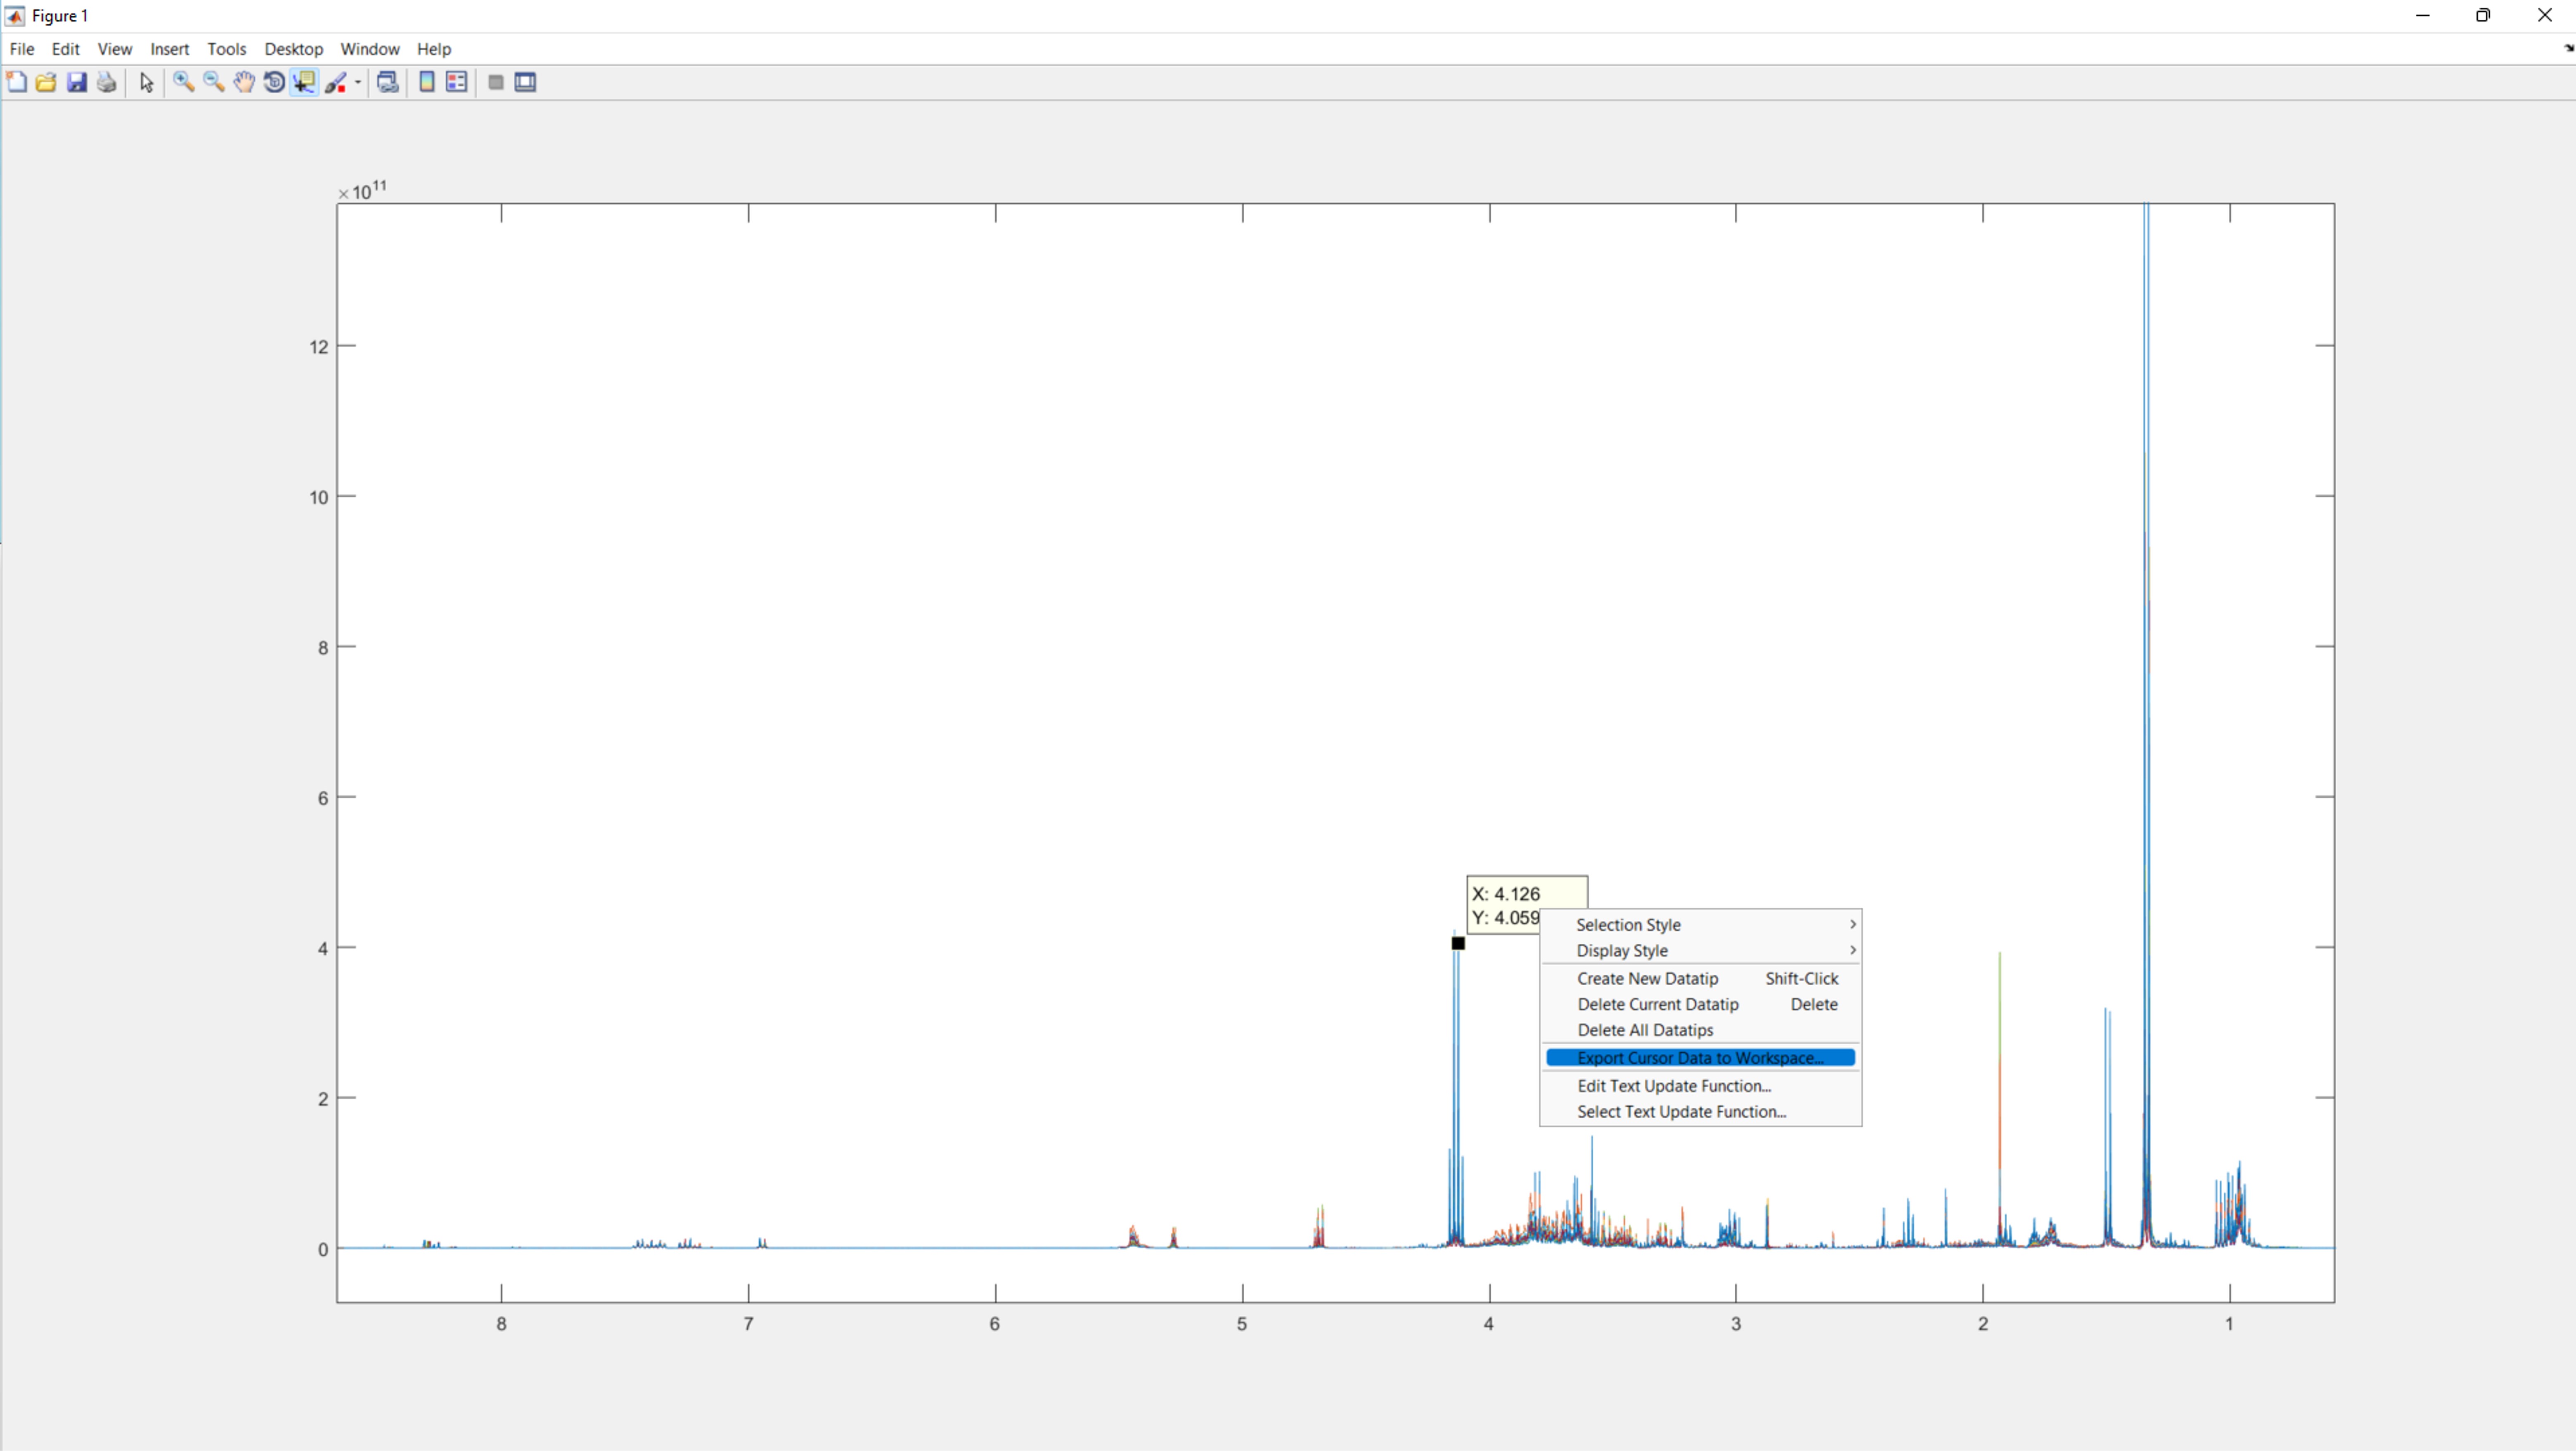 Figure 1
File Edit View Insert Tools Desktop Window Help
×10^11
12
10
8
6
4
2
0
X: 4.126
Y: 4.059
Selection Style
Display Style
Create New Datatip Shift-Click
Delete Current Datatip Delete
Delete All Datatips
Export Cursor Data to Workspace...
Edit Text Update Function...
Select Text Update Function...
8 7 6 5 4 3 2 1